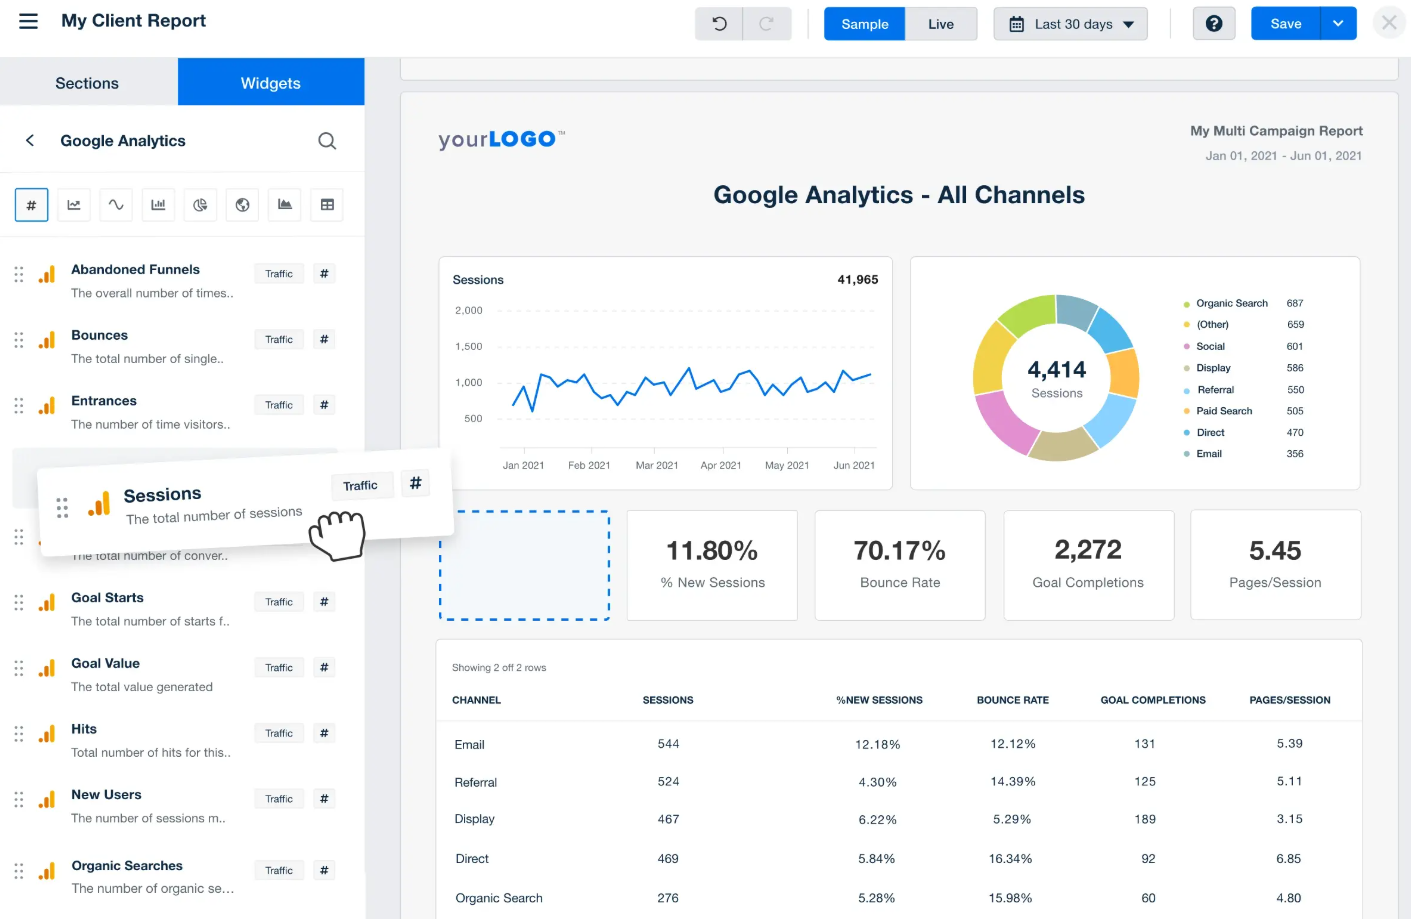 My Client Report
Sample
Live
Last 30 days
?
Save
Sections
Widgets
Google Analytics
#
Abandoned Funnels
Traffic #
The overall number of times..
Bounces
Traffic #
The total number of single..
Entrances
Traffic #
The number of time visitors..
Sessions
Traffic #
The total number of sessions
The total number of conver..
Goal Starts
Traffic #
The total number of starts f..
Goal Value
Traffic #
The total value generated
Hits
Traffic #
Total number of hits for this..
New Users
Traffic #
The number of sessions m..
Organic Searches
Traffic #
The number of organic se...
yourLOGO™
My Multi Campaign Report
Jan 01, 2021 - Jun 01, 2021
Google Analytics - All Channels
Sessions 41,965
2,000
1,500
1,000
500
Jan 2021 Feb 2021 Mar 2021 Apr 2021 May 2021 Jun 2021
4,414
Sessions
Organic Search 687
(Other) 659
Social 601
Display 586
Referral 550
Paid Search 505
Direct 470
Email 356
11.80%
% New Sessions
70.17%
Bounce Rate
2,272
Goal Completions
5.45
Pages/Session
Showing 2 off 2 rows
CHANNEL SESSIONS %NEW SESSIONS BOUNCE RATE GOAL COMPLETIONS PAGES/SESSION
Email 544 12.18% 12.12% 131 5.39
Referral 524 4.30% 14.39% 125 5.11
Display 467 6.22% 5.29% 189 3.15
Direct 469 5.84% 16.34% 92 6.85
Organic Search 276 5.28% 15.98% 60 4.80